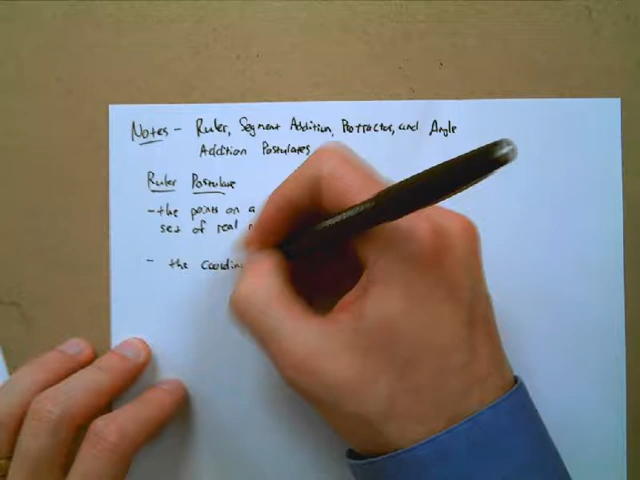 Notes - Ruler, Segment Addition, Protractor, and Angle
Addition Postulates
Ruler Postulate
- the points on a
set of real
- the coordin